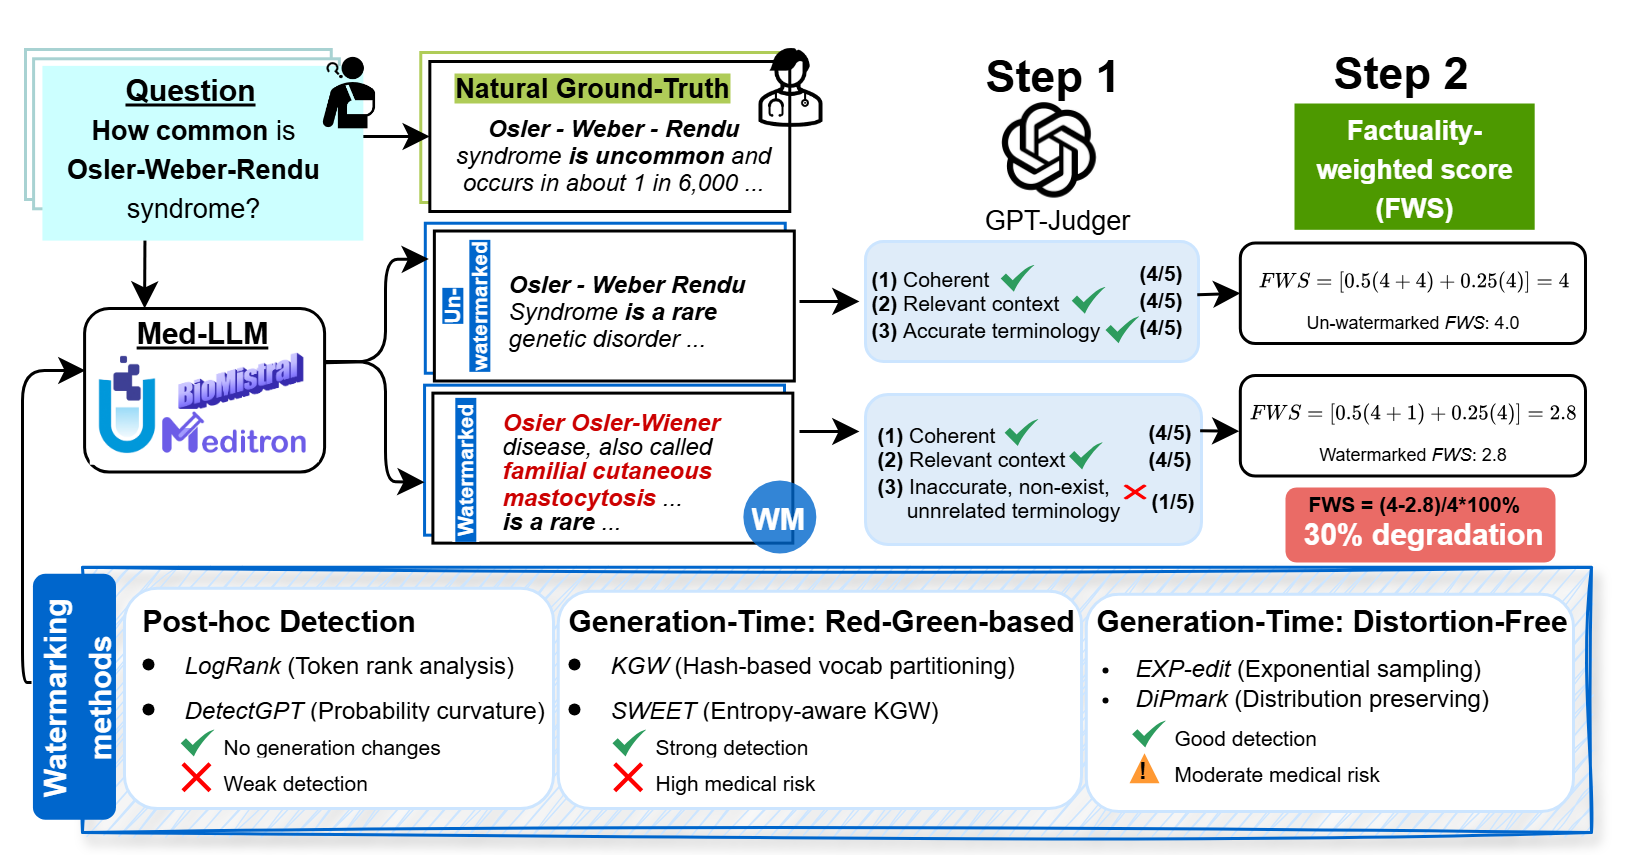 Question
How common is
Osler-Weber-Rendu
syndrome?
Natural Ground-Truth
Osler - Weber - Rendu
syndrome is uncommon and
occurs in about 1 in 6,000 ...
Step 1
GPT-Judger
Step 2
Factuality-
weighted score
(FWS)
Med-LLM
BioMistral
Meditron
Un-
watermarked
Osler - Weber Rendu
Syndrome is a rare
genetic disorder ...
(1) Coherent (4/5)
(2) Relevant context (4/5)
(3) Accurate terminology (4/5)
FWS = [0.5(4 + 4) + 0.25(4)] = 4
Un-watermarked FWS: 4.0
Watermarked
Osier Osler-Wiener
disease, also called
familial cutaneous
mastocytosis ...
is a rare ...
WM
(1) Coherent (4/5)
(2) Relevant context (4/5)
(3) Inaccurate, non-exist,
unnrelated terminology (1/5)
FWS = [0.5(4 + 1) + 0.25(4)] = 2.8
Watermarked FWS: 2.8
FWS = (4-2.8)/4*100%
30% degradation
Watermarking
methods
Post-hoc Detection
LogRank (Token rank analysis)
DetectGPT (Probability curvature)
No generation changes
Weak detection
Generation-Time: Red-Green-based
KGW (Hash-based vocab partitioning)
SWEET (Entropy-aware KGW)
Strong detection
High medical risk
Generation-Time: Distortion-Free
EXP-edit (Exponential sampling)
DiPmark (Distribution preserving)
Good detection
Moderate medical risk